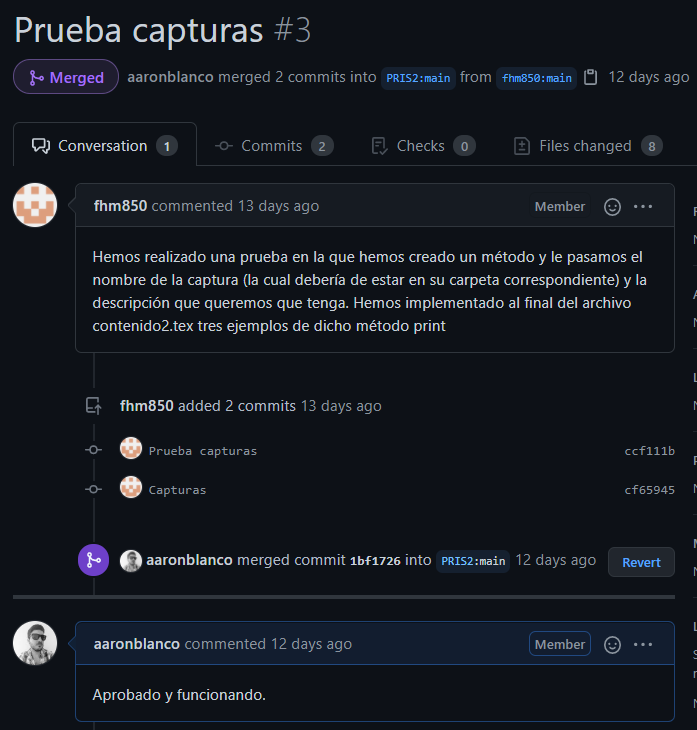 Prueba capturas #3
Merged aaronblanco merged 2 commits into PRIS2:main from fhm850:main 12 days ago
Conversation 1 Commits 2 Checks 0 Files changed 8
fhm850 commented 13 days ago Member
Hemos realizado una prueba en la que hemos creado un método y le pasamos el
nombre de la captura (la cual debería de estar en su carpeta correspondiente) y la
descripción que queremos que tenga. Hemos implementado al final del archivo
contenido2.tex tres ejemplos de dicho método print
fhm850 added 2 commits 13 days ago
Prueba capturas ccf111b
Capturas cf65945
aaronblanco merged commit 1bf1726 into PRIS2:main 12 days ago Revert
aaronblanco commented 12 days ago Member
Aprobado y funcionando.